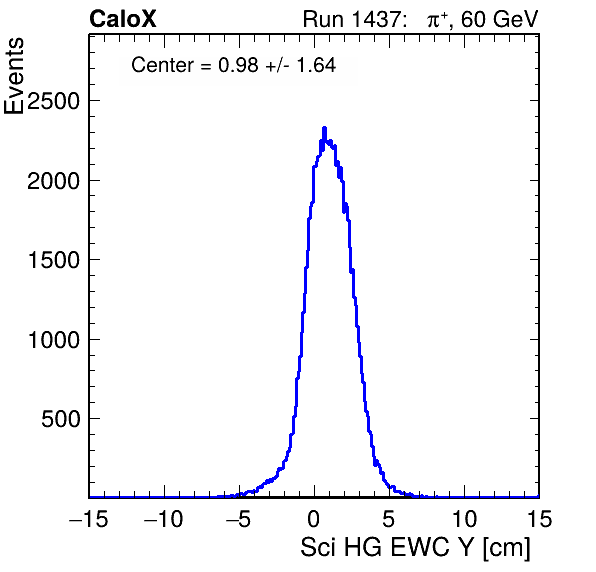 CaloX Run 1437: π⁺, 60 GeV
Center = 0.98 +/- 1.64
Events
2500
2000
1500
1000
500
−15 −10 −5 0 5 10 15
Sci HG EWC Y [cm]